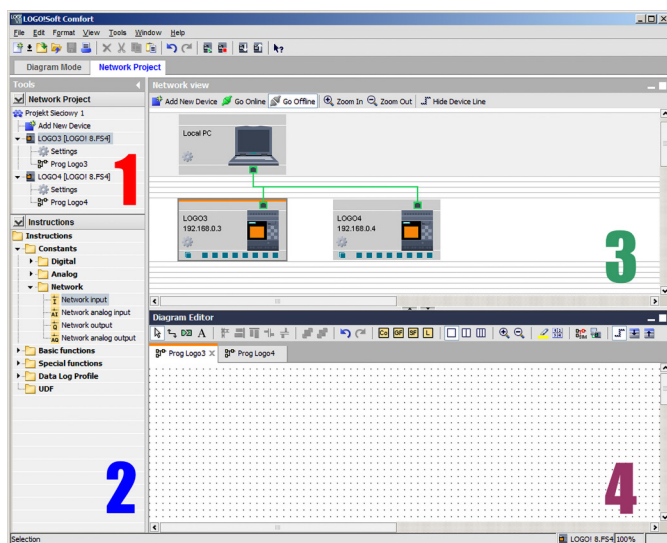 LOGO!Soft Comfort
File Edit Format View Tools Window Help
Diagram Mode Network Project
Tools
Network Project
Projekt Sieciowy 1
Add New Device
LOGO3 [LOGO! 8.FS4]
Settings
Prog Logo3
LOGO4 [LOGO! 8.FS4]
Settings
Prog Logo4
1
Instructions
Instructions
Constants
Digital
Analog
Network
Network input
Network analog input
Network output
Network analog output
Basic functions
Special functions
Data Log Profile
UDF
2
Network view
Add New Device Go Online Go Offline Zoom In Zoom Out Hide Device Line
Local PC
LOGO3
192.168.0.3
LOGO4
192.168.0.4
3
Diagram Editor
A Co GF SF L
Prog Logo3 Prog Logo4
4
Selection LOGO! 8.FS4 100%